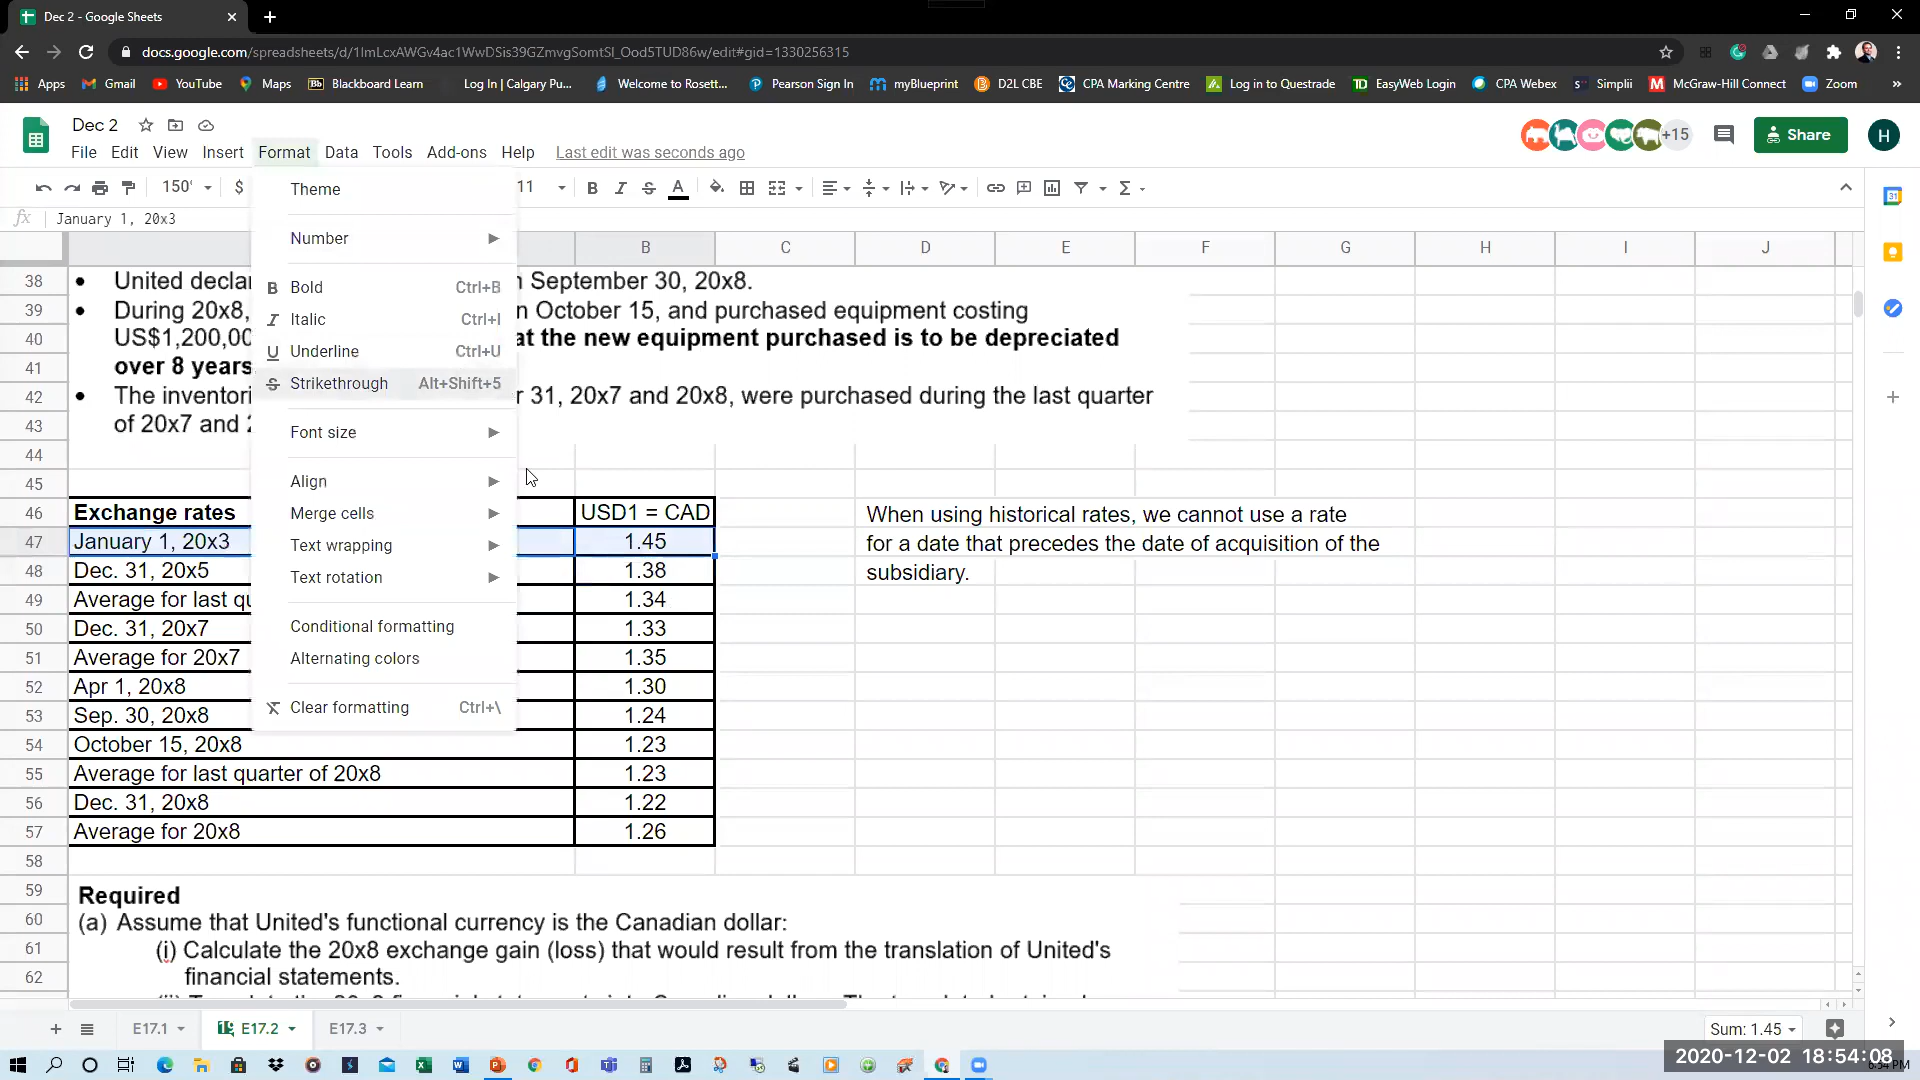 Dec 2 - Google Sheets
docs.google.com/spreadsheets/d/1ImLcxAWGv4ac1WwDSis39GZmvgSomtSl_Ood5TUD86w/edit#gid=1330256315
Apps Gmail YouTube Maps Bb Blackboard Learn Log In | Calgary Pu... Welcome to Rosett... Pearson Sign In myBlueprint D2L CBE CPA Marking Centre Log in to Questrade EasyWeb Login CPA Webex Simplii McGraw-Hill Connect Zoom »
Dec 2
+15
Share
H
File Edit View Insert Format Data Tools Add-ons Help Last edit was seconds ago
150% $ 11 B I S A Σ
fx January 1, 20x3
Theme
Number
Bold Ctrl+B
Italic Ctrl+I
Underline Ctrl+U
Strikethrough Alt+Shift+5
Font size
Align
Merge cells
Text wrapping
Text rotation
Conditional formatting
Alternating colors
Clear formatting Ctrl+\
B C D E F G H I J
38 • United declar n September 30, 20x8.
39 • During 20x8, n October 15, and purchased equipment costing
40 US$1,200,00 at the new equipment purchased is to be depreciated
41 over 8 years.
42 • The inventori r 31, 20x7 and 20x8, were purchased during the last quarter
43 of 20x7 and 2
44
45
46 Exchange rates USD1 = CAD When using historical rates, we cannot use a rate
47 January 1, 20x3 1.45 for a date that precedes the date of acquisition of the
48 Dec. 31, 20x5 1.38 subsidiary.
49 Average for last qu 1.34
50 Dec. 31, 20x7 1.33
51 Average for 20x7 1.35
52 Apr 1, 20x8 1.30
53 Sep. 30, 20x8 1.24
54 October 15, 20x8 1.23
55 Average for last quarter of 20x8 1.23
56 Dec. 31, 20x8 1.22
57 Average for 20x8 1.26
58
59 Required
60 (a) Assume that United's functional currency is the Canadian dollar:
61 (i) Calculate the 20x8 exchange gain (loss) that would result from the translation of United's
62 financial statements.
E17.1 E17.2 E17.3
Sum: 1.45
2020-12-02 18:54:08